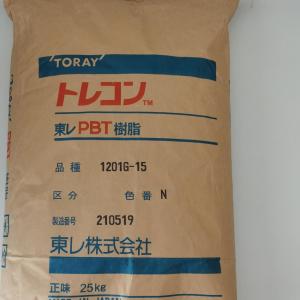 'TORAY'
トレコン™
東レPBT樹脂
品種 1201G-15
区分 色番 N
製造番号 210519
東レ株式会社
正味 25kg